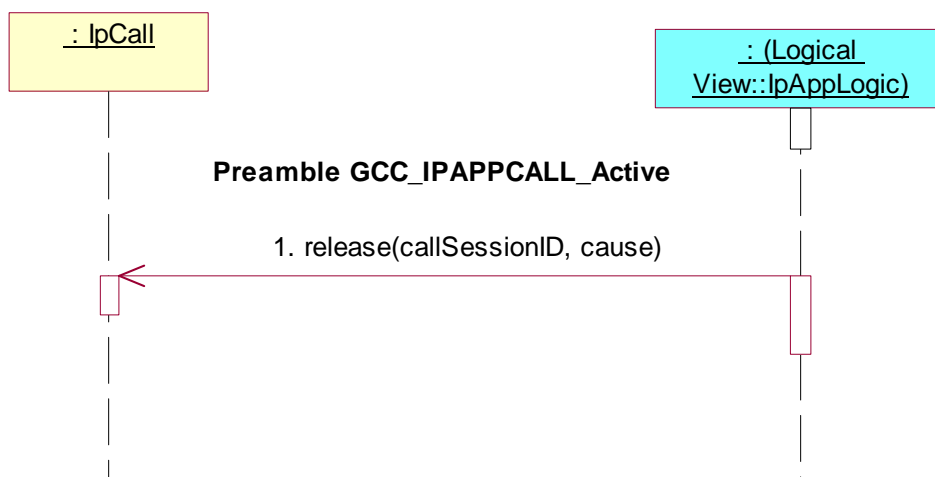 : IpCall
: (Logical
View::IpAppLogic)
Preamble GCC_IPAPPCALL_Active
1. release(callSessionID, cause)